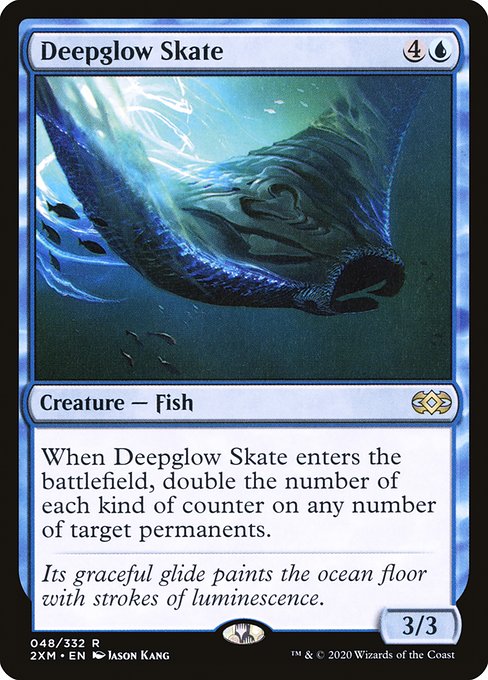 Deepglow Skate 4
Creature — Fish
When Deepglow Skate enters the
battlefield, double the number of
each kind of counter on any number
of target permanents.
Its graceful glide paints the ocean floor
with strokes of luminescence.
3/3
048/332 R
2XM • EN Jason Kang
™ & © 2020 Wizards of the Coast